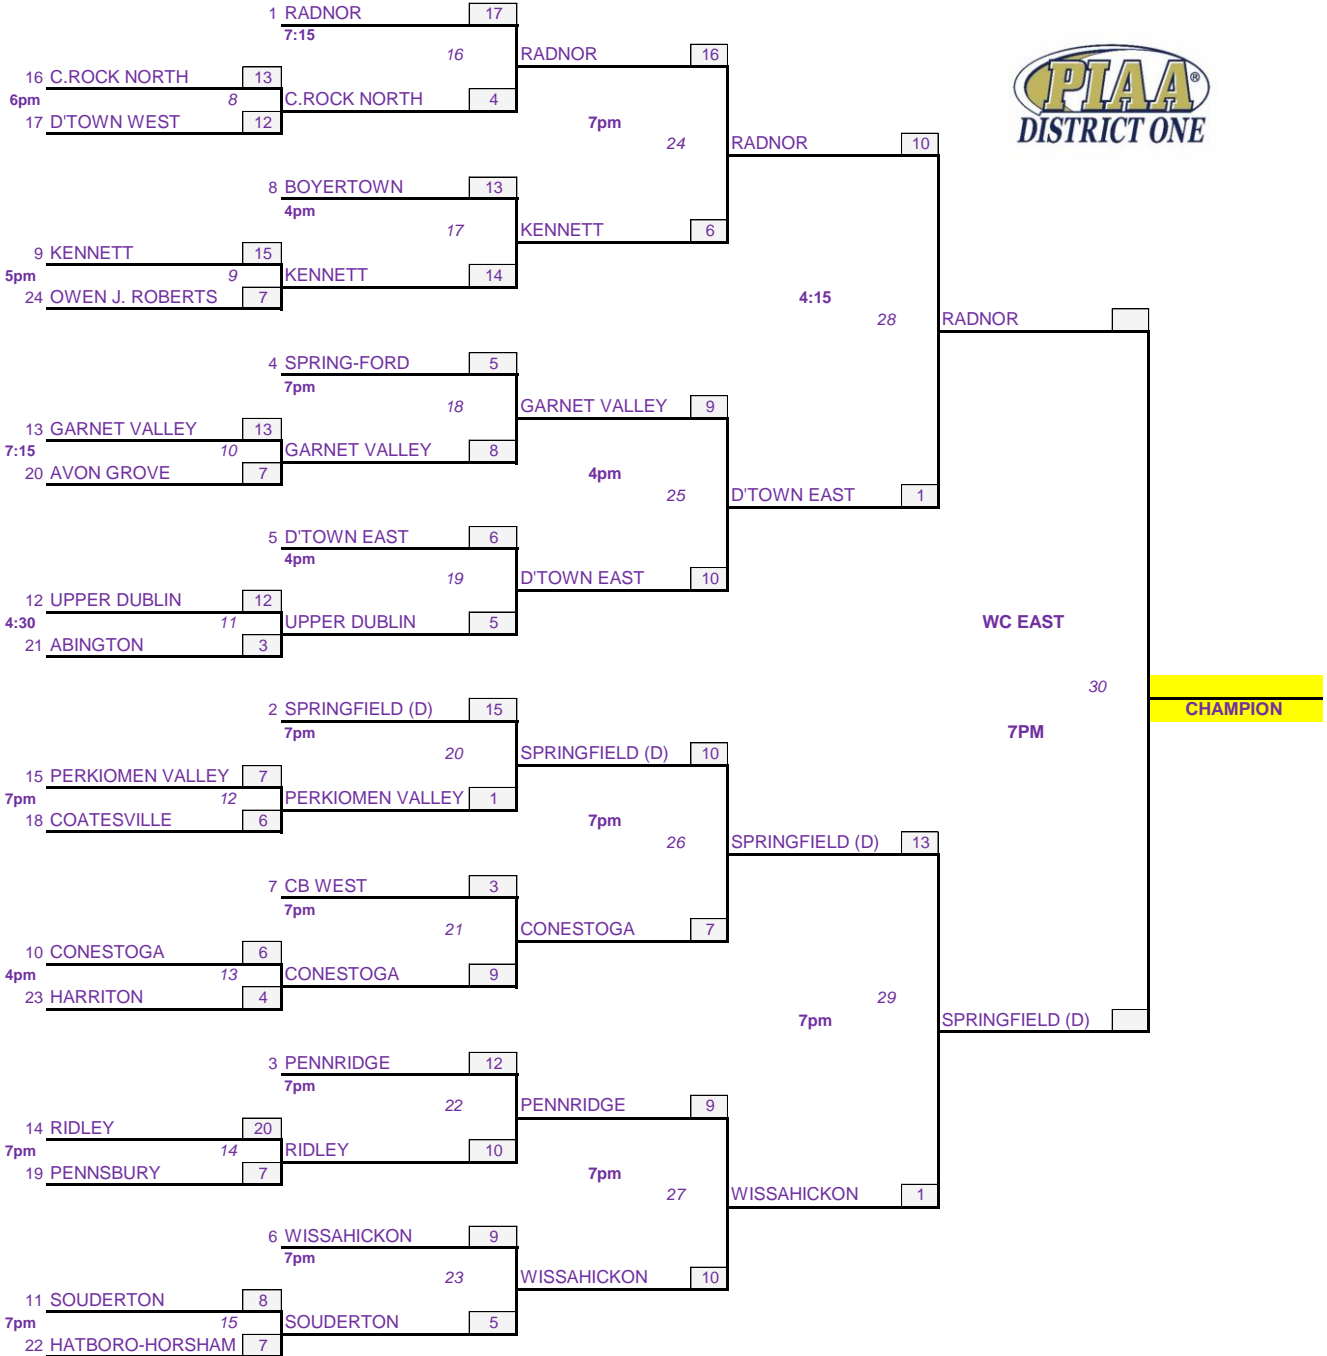 1 RADNOR 17
7:15
16 RADNOR 16
16 C.ROCK NORTH 13
6pm 8 C.ROCK NORTH 4
17 D'TOWN WEST 12
7pm
24 RADNOR 10
PIAA®
DISTRICT ONE
8 BOYERTOWN 13
4pm
17 KENNETT 6
9 KENNETT 15
5pm 9 KENNETT 14
24 OWEN J. ROBERTS 7
4:15
28 RADNOR
4 SPRING-FORD 5
7pm
18 GARNET VALLEY 9
13 GARNET VALLEY 13
7:15 10 GARNET VALLEY 8
20 AVON GROVE 7
4pm
25 D'TOWN EAST 1
5 D'TOWN EAST 6
4pm
19 D'TOWN EAST 10
12 UPPER DUBLIN 12
4:30 11 UPPER DUBLIN 5
21 ABINGTON 3
WC EAST
30
CHAMPION
7PM
2 SPRINGFIELD (D) 15
7pm
20 SPRINGFIELD (D) 10
15 PERKIOMEN VALLEY 7
7pm 12 PERKIOMEN VALLEY 1
18 COATESVILLE 6
7pm
26 SPRINGFIELD (D) 13
7 CB WEST 3
7pm
21 CONESTOGA 7
10 CONESTOGA 6
4pm 13 CONESTOGA 9
23 HARRITON 4
29
7pm SPRINGFIELD (D)
3 PENNRIDGE 12
7pm
22 PENNRIDGE 9
14 RIDLEY 20
7pm 14 RIDLEY 10
19 PENNSBURY 7
7pm
27 WISSAHICKON 1
6 WISSAHICKON 9
7pm
23 WISSAHICKON 10
11 SOUDERTON 8
7pm 15 SOUDERTON 5
22 HATBORO-HORSHAM 7